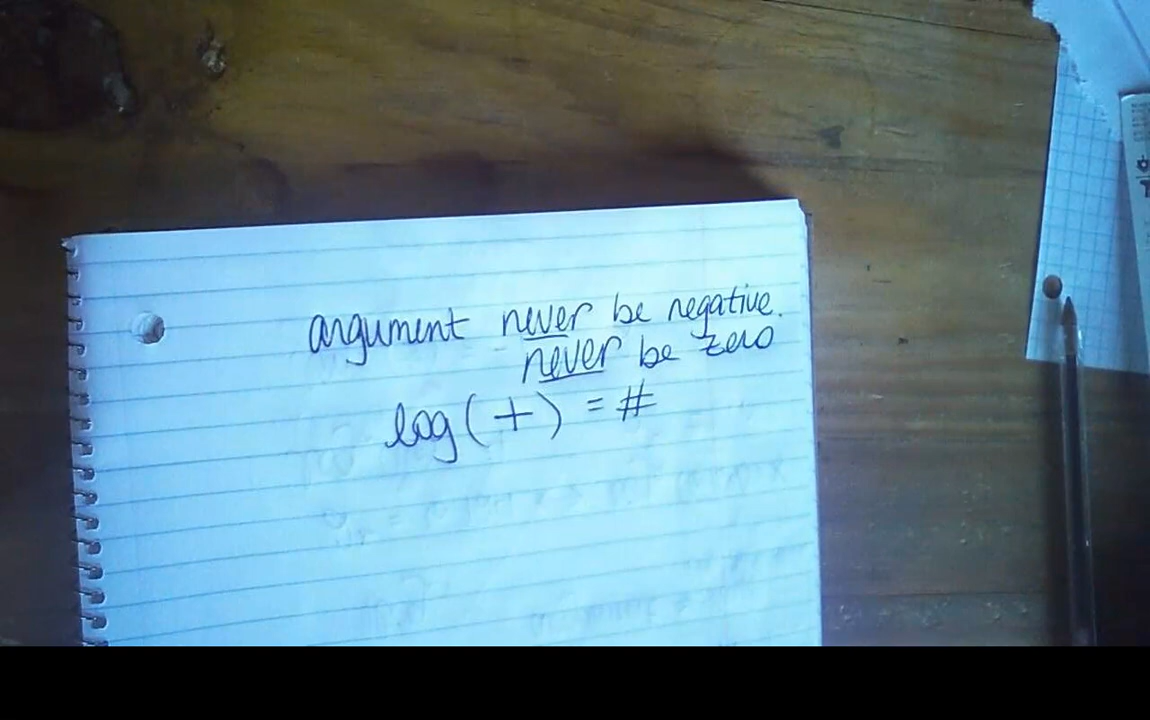 argument never be negative.
never be zero
log(+) = #